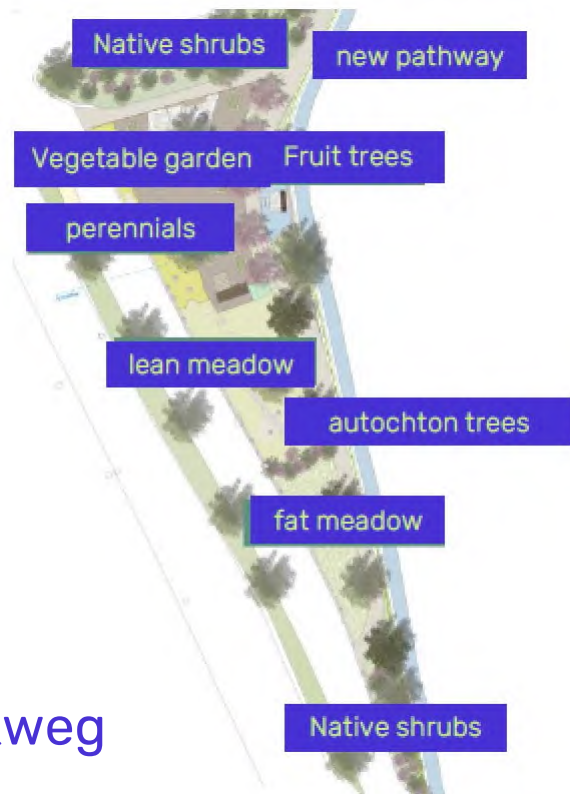 Native shrubs
new pathway
Vegetable garden
Fruit trees
perennials
lean meadow
autochton trees
fat meadow
weg
Native shrubs